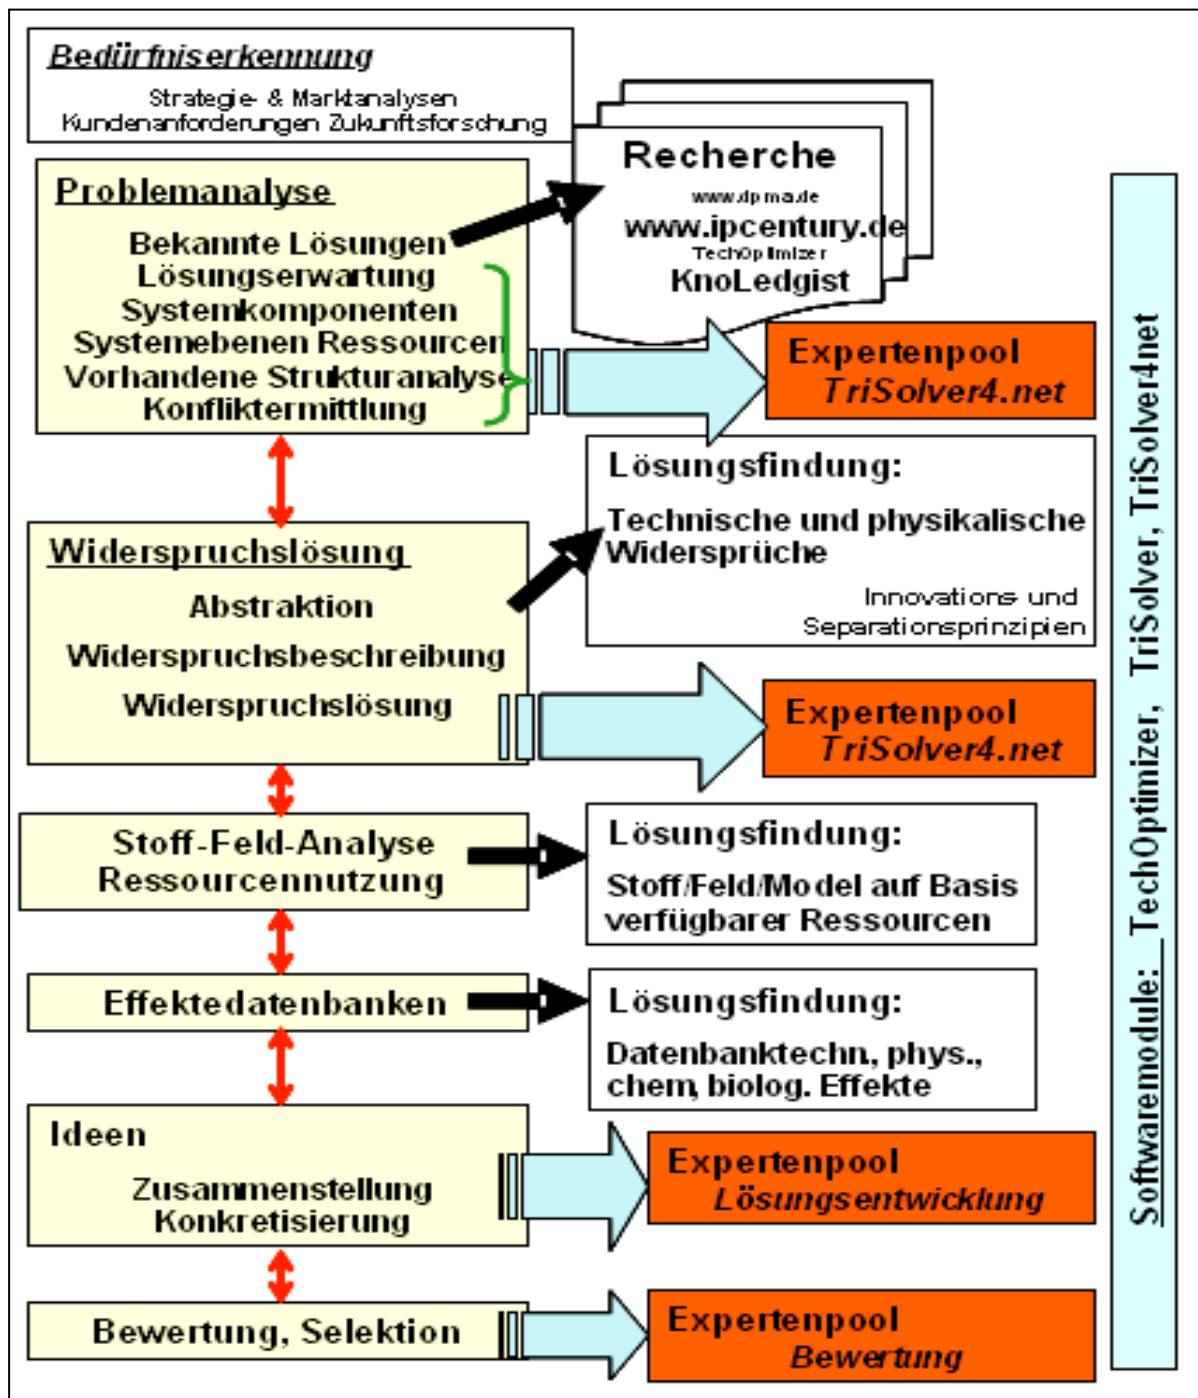 Bedürfniserkennung
Strategie- & Marktanalysen
Kundenanforderungen Zukunftsforschung
Problemanalyse
Bekannte Lösungen
Lösungserwartung
Systemkomponenten
Systemebenen Ressourcen
Vorhandene Strukturanalyse
Konfliktermittlung
Recherche
www.dpma.de
www.ipcentury.de
TechOptimizer
KnoLedgist
Expertenpool
TriSolver4.net
Widerspruchslösung
Abstraktion
Widerspruchsbeschreibung
Widerspruchslösung
Lösungsfindung:
Technische und physikalische
Widersprüche
Innovations- und
Separationsprinzipien
Expertenpool
TriSolver4.net
Stoff-Feld-Analyse
Ressourcennutzung
Lösungsfindung:
Stoff/Feld/Model auf Basis
verfügbarer Ressourcen
Effektedatenbanken
Lösungsfindung:
Datenbanktechn., phys.,
chem, biolog. Effekte
Ideen
Zusammenstellung
Konkretisierung
Expertenpool
Lösungsentwicklung
Bewertung, Selektion
Expertenpool
Bewertung
Softwaremodule: TechOptimizer, TriSolver, TriSolver4net